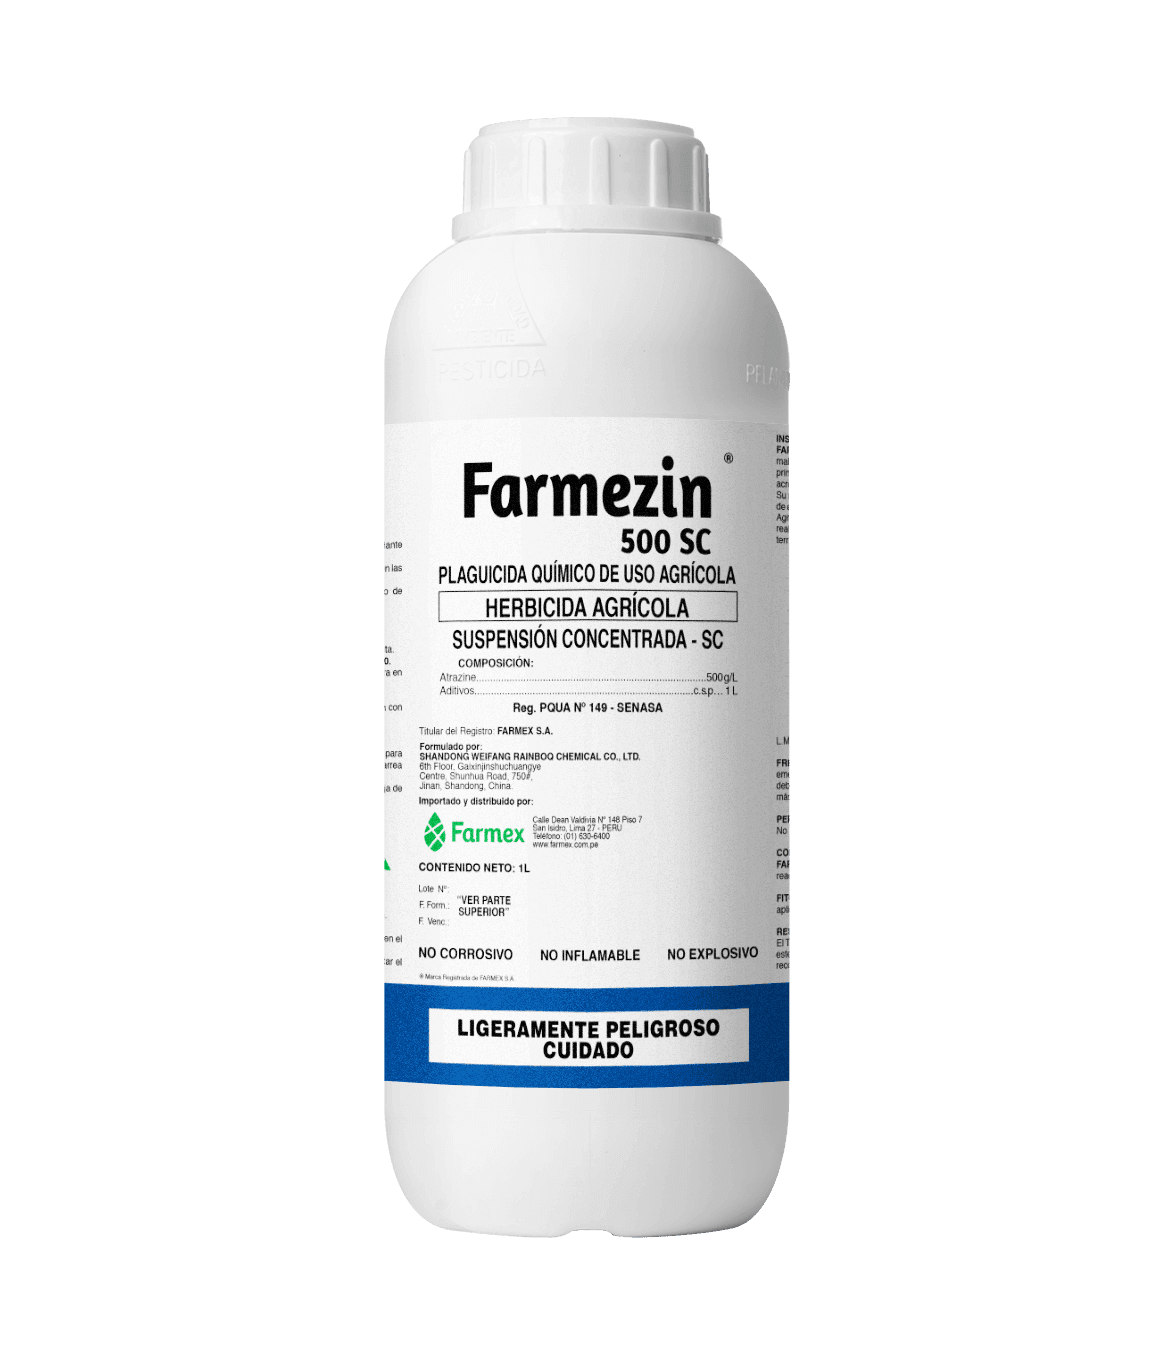 PESTICIDA
Farmezin ®
500 SC
PLAGUICIDA QUÍMICO DE USO AGRÍCOLA
HERBICIDA AGRÍCOLA
SUSPENSIÓN CONCENTRADA - SC
COMPOSICIÓN:
Atrazine...500g/L
Aditivos...c.s.p... 1 L
Reg. PQUA Nº 149 - SENASA
Titular del Registro: FARMEX S.A.
Formulado por:
SHANDONG WEIFANG RAINBOQ CHEMICAL CO., LTD.
6th Floor, Gaixinjinshuchuangye
Centre, Shunhua Road, 750#,
Jinan, Shandong, China.
Importado y distribuido por:
Farmex
Calle Dean Valdivia Nº 148 Piso 7
San Isidro, Lima 27 - PERU
Teléfono: (01) 630-6400
www.farmex.com.pe
CONTENIDO NETO: 1L
Lote Nº:
F. Form.:
F. Venc.:
"VER PARTE
SUPERIOR"
NO CORROSIVO NO INFLAMABLE NO EXPLOSIVO
® Marca Registrada de FARMEX S.A.
LIGERAMENTE PELIGROSO
CUIDADO